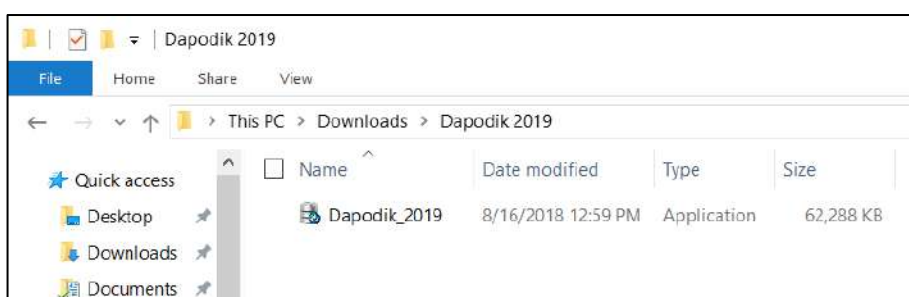 Dapodik 2019
File Home Share View
This PC > Downloads > Dapodik 2019
Quick access
Desktop
Downloads
Documents
Name Date modified Type Size
Dapodik_2019 8/16/2018 12:59 PM Application 62,288 KB